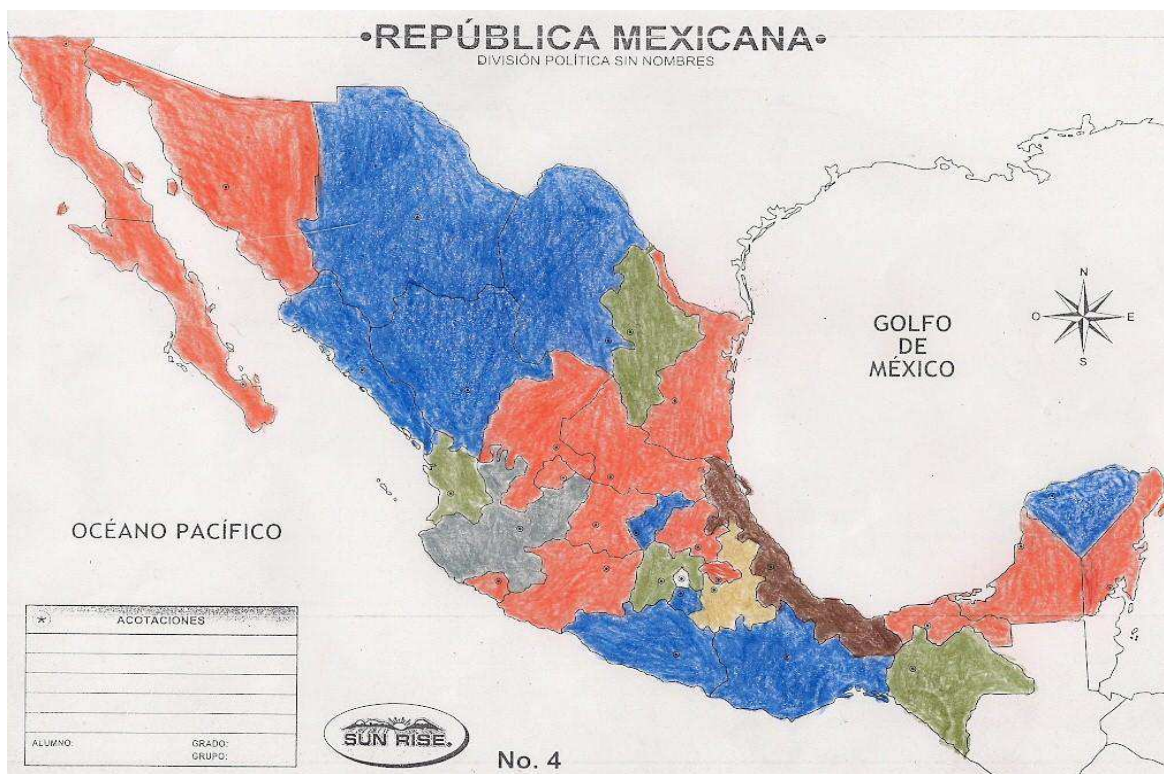 •REPÚBLICA MEXICANA•
DIVISIÓN POLÍTICA SIN NOMBRES
N
O E
S
GOLFO
DE
MÉXICO
OCÉANO PACÍFICO
* ACOTACIONES
ALUMNO: GRADO:
GRUPO:
SUN RISE®
No. 4